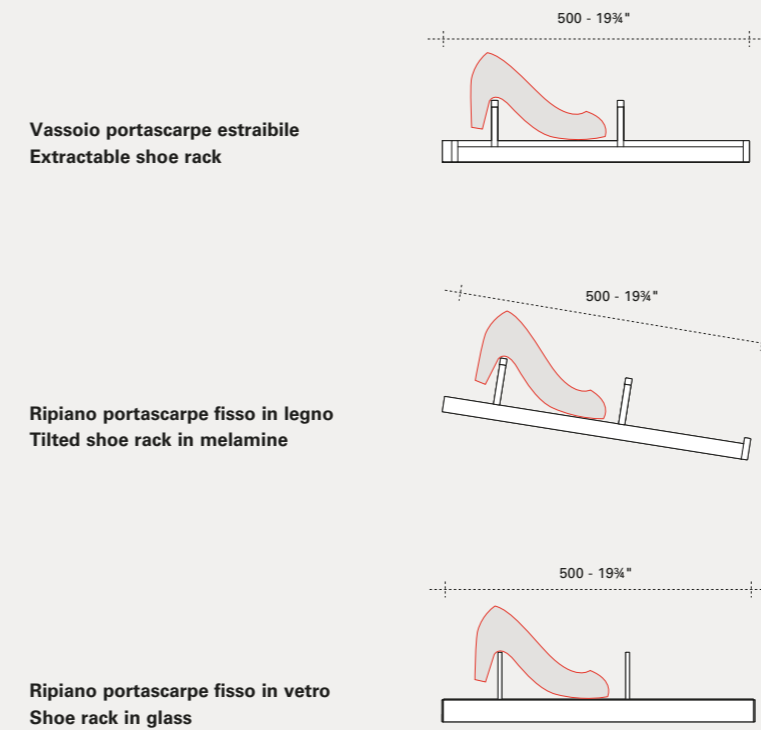 500 - 19¾"
Vassoio portascarpe estraibile
Extractable shoe rack
500 - 19¾"
Ripiano portascarpe fisso in legno
Tilted shoe rack in melamine
500 - 19¾"
Ripiano portascarpe fisso in vetro
Shoe rack in glass